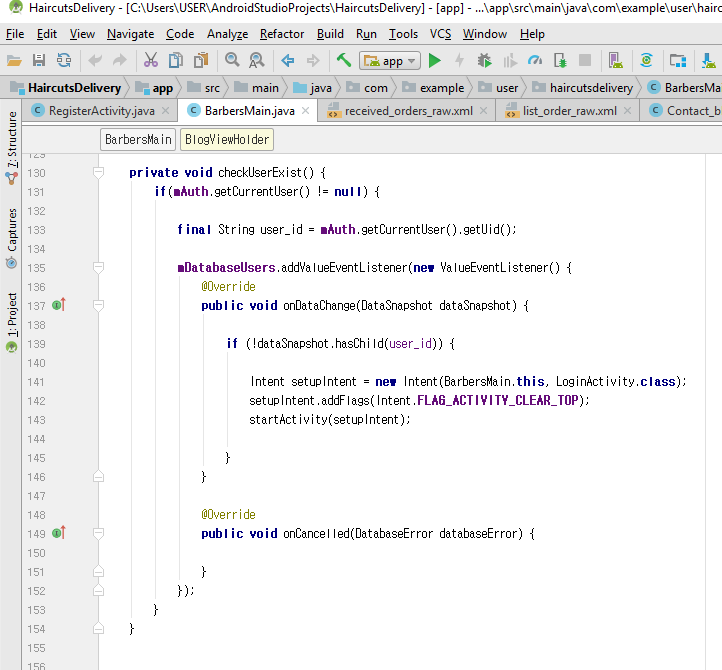 HaircutsDelivery - [C:\Users\USER\AndroidStudioProjects\HaircutsDelivery] - [app] - ...\app\src\main\java\com\example\user\hairc
File Edit View Navigate Code Analyze Refactor Build Run Tools VCS Window Help
app
HaircutsDelivery app src main java com example user haircutsdelivery BarbersMa
RegisterActivity.java BarbersMain.java received_orders_raw.xml list_order_raw.xml Contact_b
BarbersMain BlogViewHolder
7: Structure
Captures
1: Project
129
130 private void checkUserExist() {
131 if(mAuth.getCurrentUser() != null) {
132
133 final String user_id = mAuth.getCurrentUser().getUid();
134
135 mDatabaseUsers.addValueEventListener(new ValueEventListener() {
136 @Override
137 public void onDataChange(DataSnapshot dataSnapshot) {
138
139 if (!dataSnapshot.hasChild(user_id)) {
140
141 Intent setupIntent = new Intent(BarbersMain.this, LoginActivity.class);
142 setupIntent.addFlags(Intent.FLAG_ACTIVITY_CLEAR_TOP);
143 startActivity(setupIntent);
144
145 }
146 }
147
148 @Override
149 public void onCancelled(DatabaseError databaseError) {
150
151 }
152 });
153 }
154 }
155
156